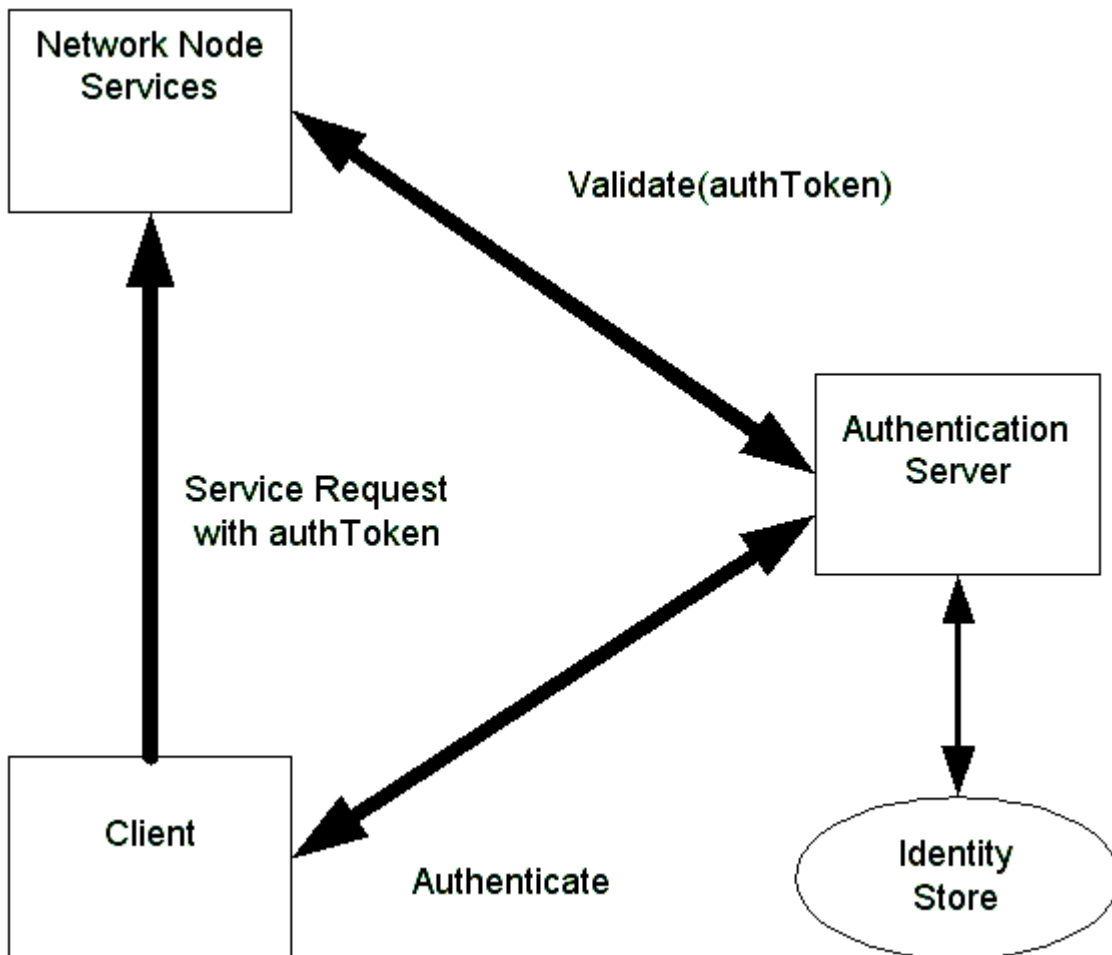 Network Node
Services
Validate(authToken)
Authentication
Server
Service Request
with authToken
Client
Authenticate
Identity
Store